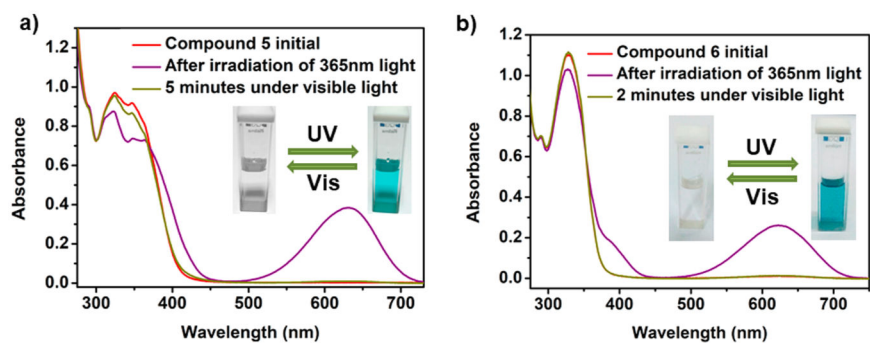 a)
Compound 5 initial
After irradiation of 365nm light
5 minutes under visible light
UV
Vis
Absorbance
1.2
1.0
0.8
0.6
0.4
0.2
0.0
300
400
500
600
700
Wavelength (nm)
b)
Compound 6 initial
After irradiation of 365nm light
2 minutes under visible light
UV
Vis
Absorbance
1.2
1.0
0.8
0.6
0.4
0.2
0.0
300
400
500
600
700
Wavelength (nm)